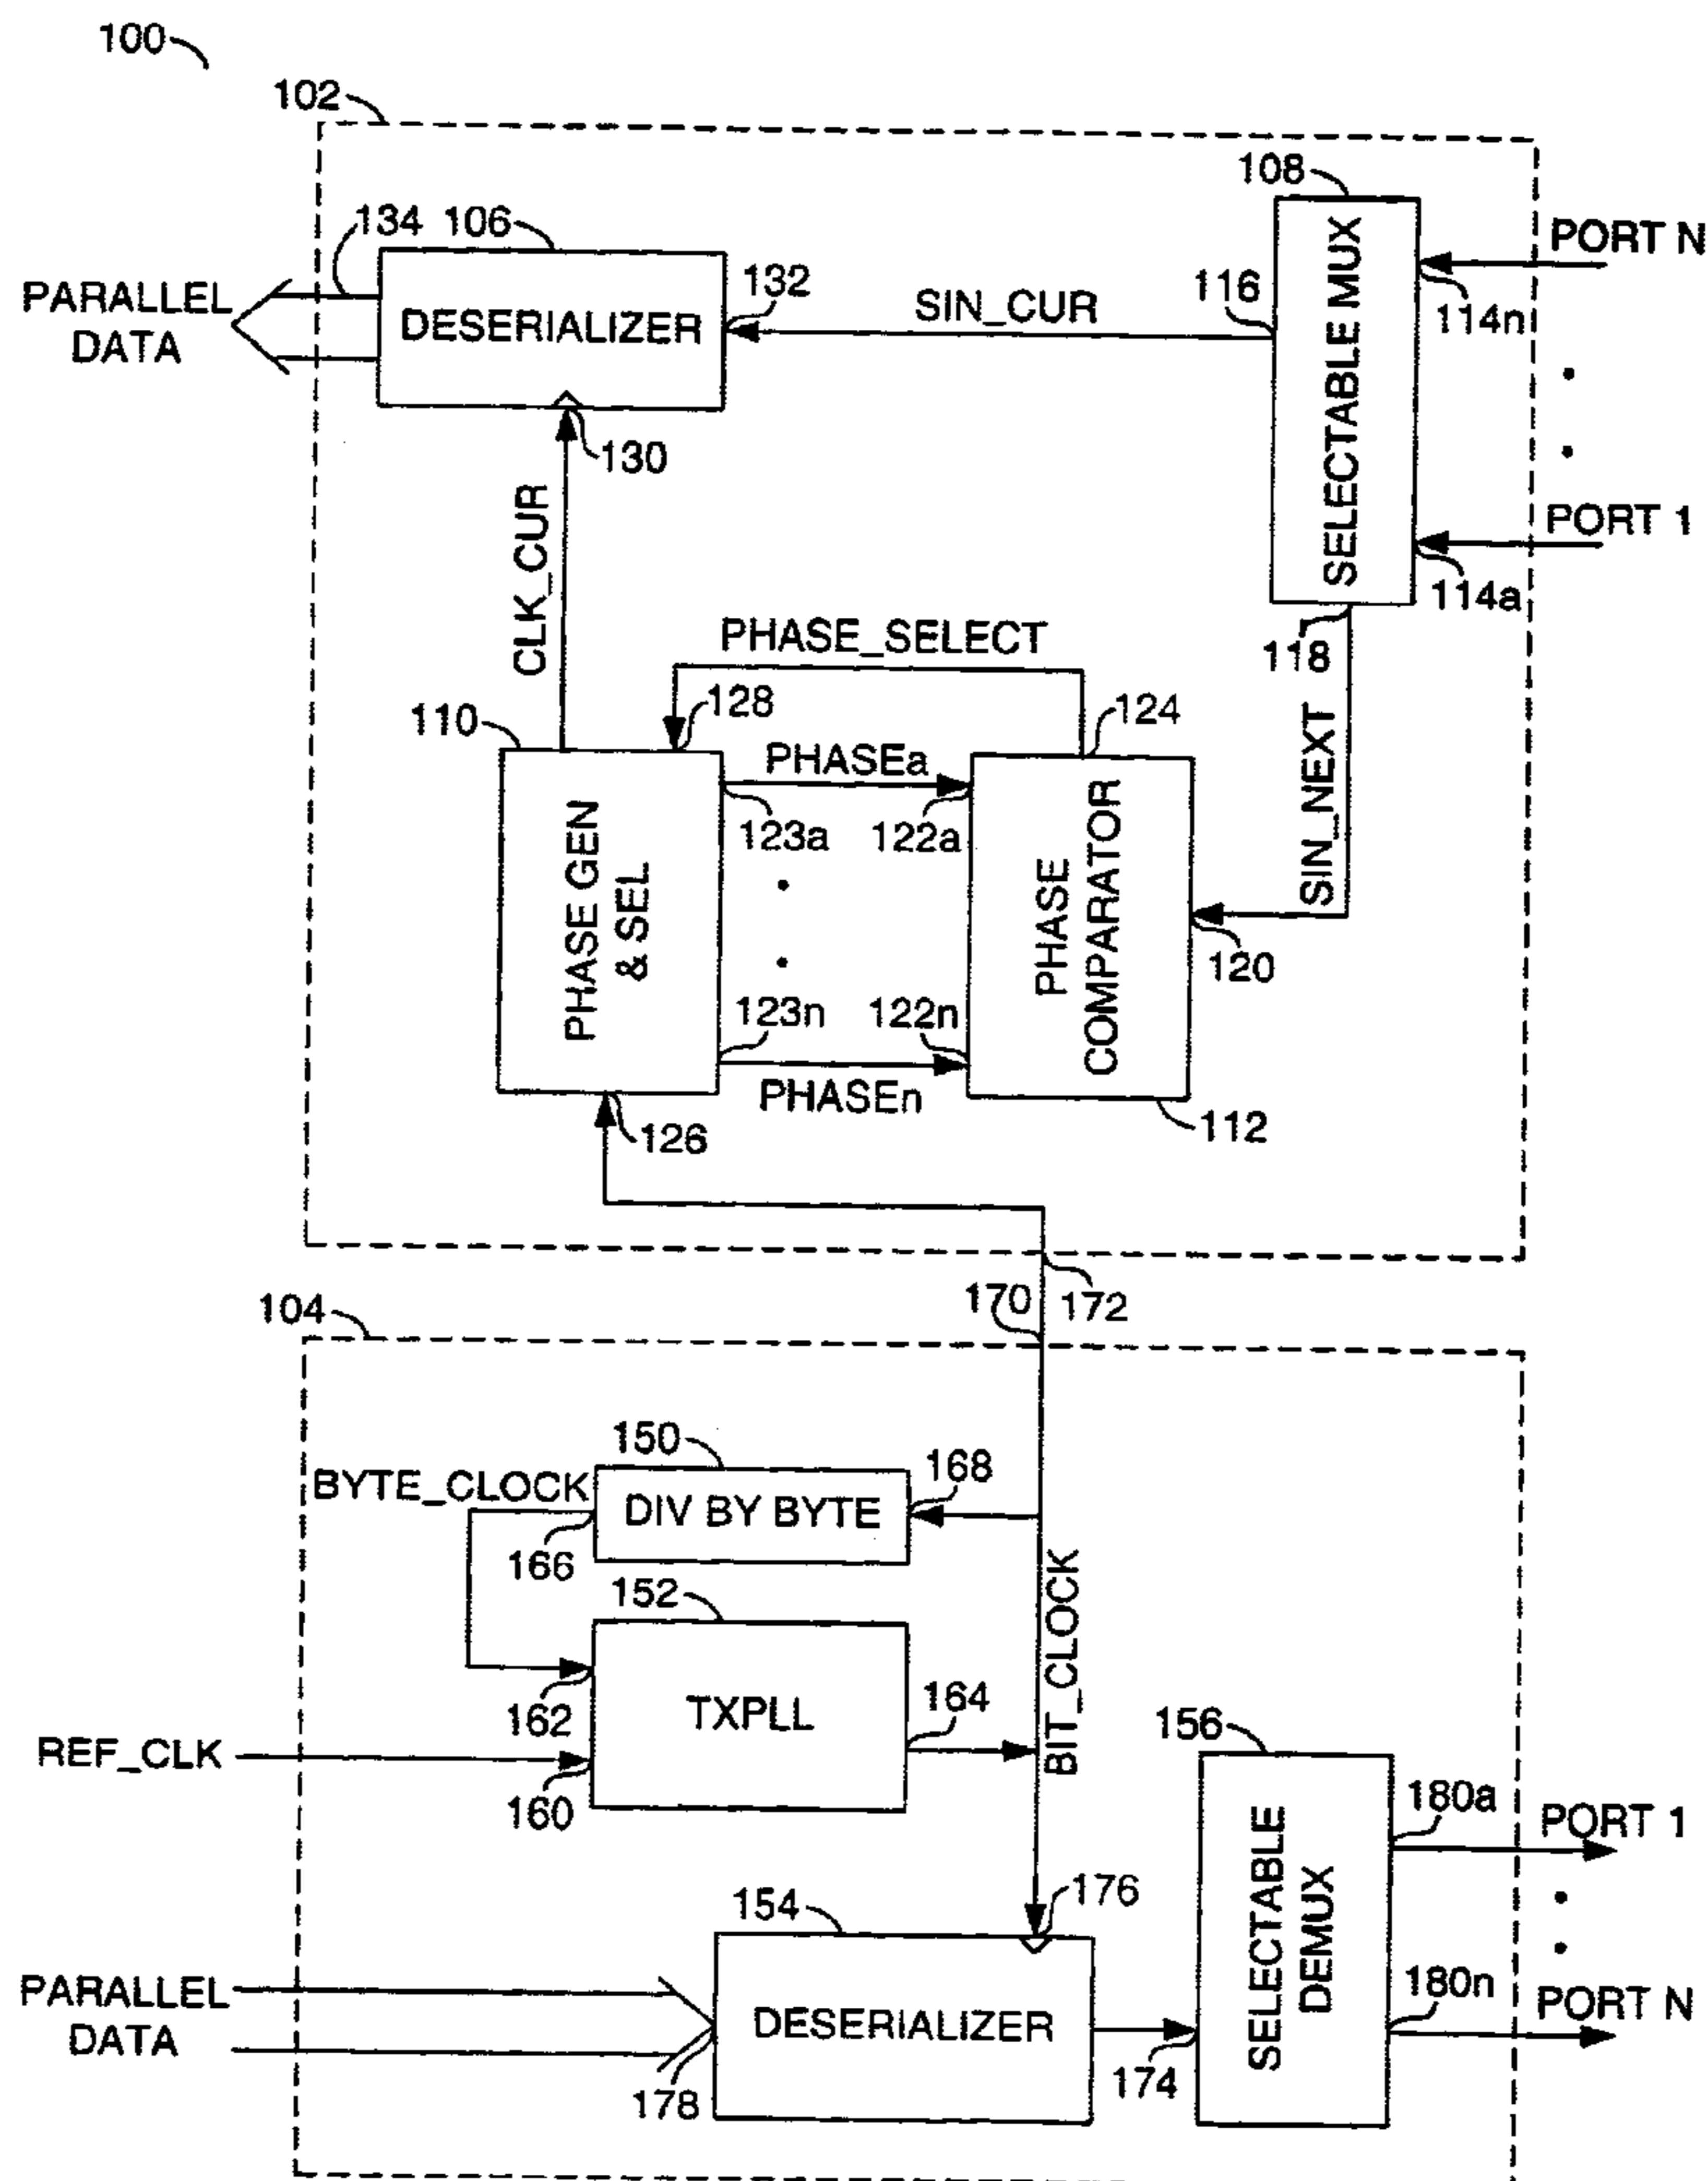 100
102
108
PORT N
134 106
132
116
PARALLEL
DATA
DESERIALIZER
SIN_CUR
SELECTABLE MUX
114n
130
CLK_CUR
PORT 1
114a
PHASE_SELECT
118
110
128
124
SIN_NEXT
PHASEa
123a
122a
PHASE GEN
& SEL
PHASE
COMPARATOR
120
123n
122n
PHASEn
126
112
170
172
104
150
168
BYTE_CLOCK
DIV BY BYTE
166
152
BIT_CLOCK
162
TXPLL
164
156
REF_CLK
160
180a
PORT 1
SELECTABLE
DEMUX
154
176
180n
PARALLEL
DATA
DESERIALIZER
PORT N
178
174